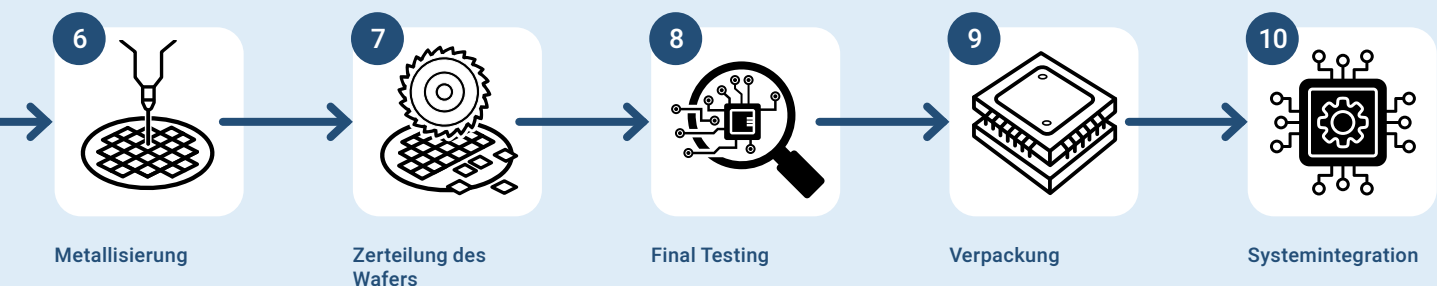 6
7
8
9
10
Metallisierung
Zerteilung des
Wafers
Final Testing
Verpackung
Systemintegration